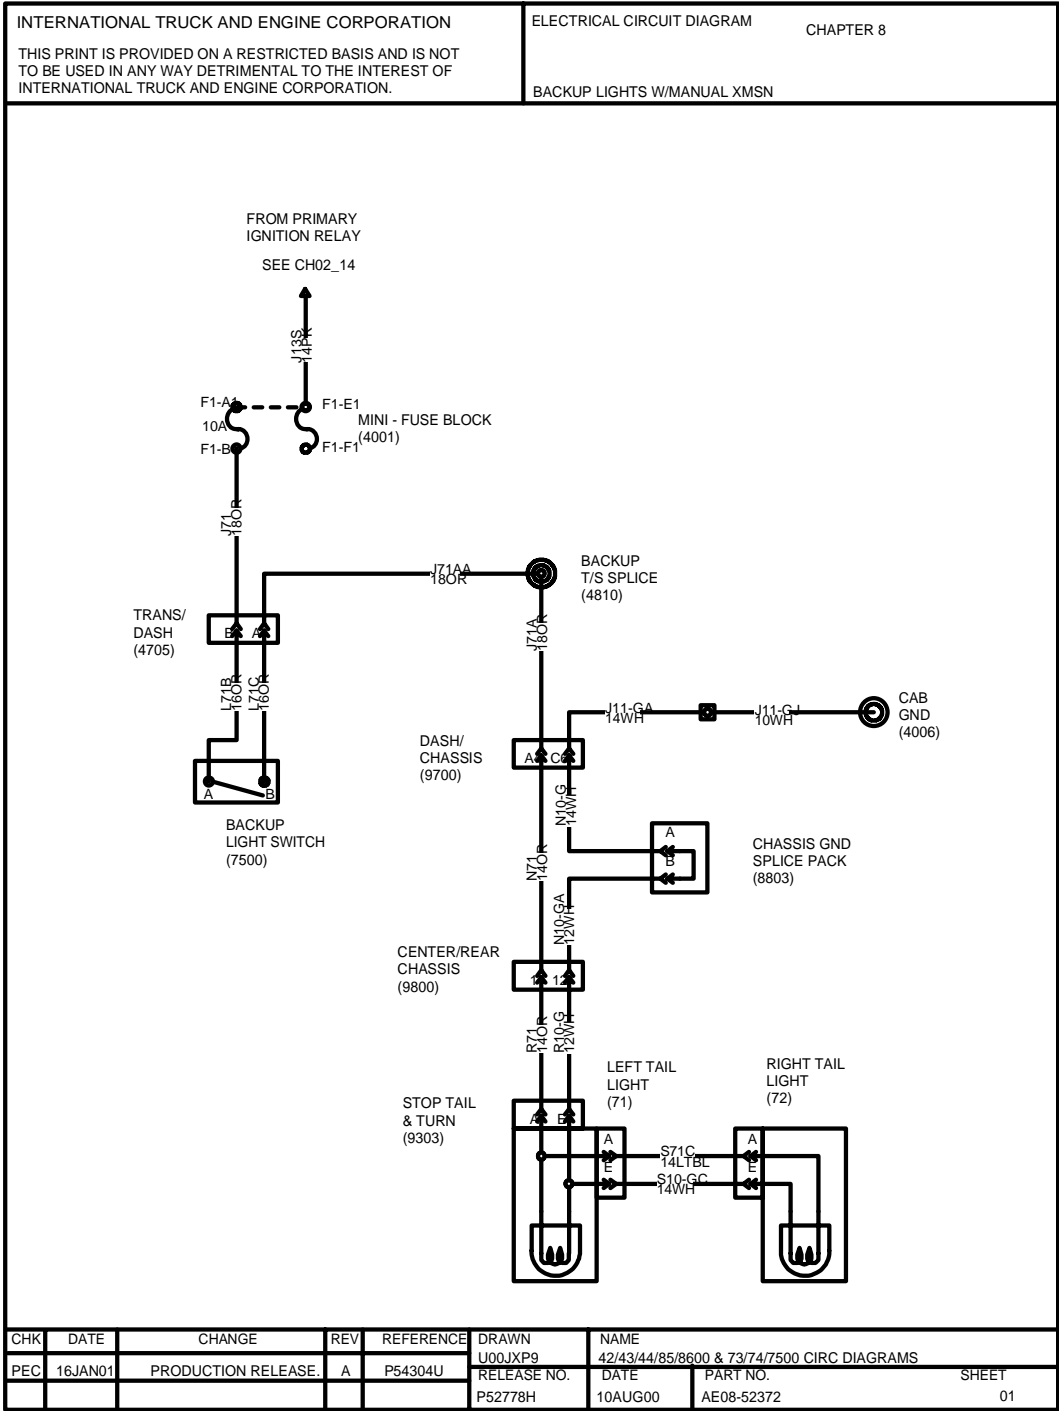 INTERNATIONAL TRUCK AND ENGINE CORPORATION
THIS PRINT IS PROVIDED ON A RESTRICTED BASIS AND IS NOT
TO BE USED IN ANY WAY DETRIMENTAL TO THE INTEREST OF
INTERNATIONAL TRUCK AND ENGINE CORPORATION.
ELECTRICAL CIRCUIT DIAGRAM
CHAPTER 8
BACKUP LIGHTS W/MANUAL XMSN
FROM PRIMARY
IGNITION RELAY
SEE CH02_14
J13S
14PK
F1-A1
F1-E1
10A
MINI - FUSE BLOCK
(4001)
F1-B
F1-F1
J71
18OR
J71AA
18OR
BACKUP
T/S SPLICE
(4810)
TRANS/
DASH
(4705)
B
A
J71A
18OR
L71B
16OR
L71C
16OR
J11-GA
14WH
J11-GJ
10WH
CAB
GND
(4006)
DASH/
CHASSIS
(9700)
A
C6
A
B
BACKUP
LIGHT SWITCH
(7500)
N10-G
14WH
A
B
CHASSIS GND
SPLICE PACK
(8803)
N71
14OR
N10-GA
12WH
CENTER/REAR
CHASSIS
(9800)
12
R71
14OR
R10-G
12WH
LEFT TAIL
LIGHT
(71)
RIGHT TAIL
LIGHT
(72)
STOP TAIL
& TURN
(9303)
A
E
A
E
S71C
14LTBL
S10-GC
14WH
A
E
CHK DATE CHANGE REV REFERENCE
PEC 16JAN01 PRODUCTION RELEASE. A P54304U
DRAWN
U00JXP9
NAME
42/43/44/85/8600 & 73/74/7500 CIRC DIAGRAMS
RELEASE NO.
P52778H
DATE
10AUG00
PART NO.
AE08-52372
SHEET
01